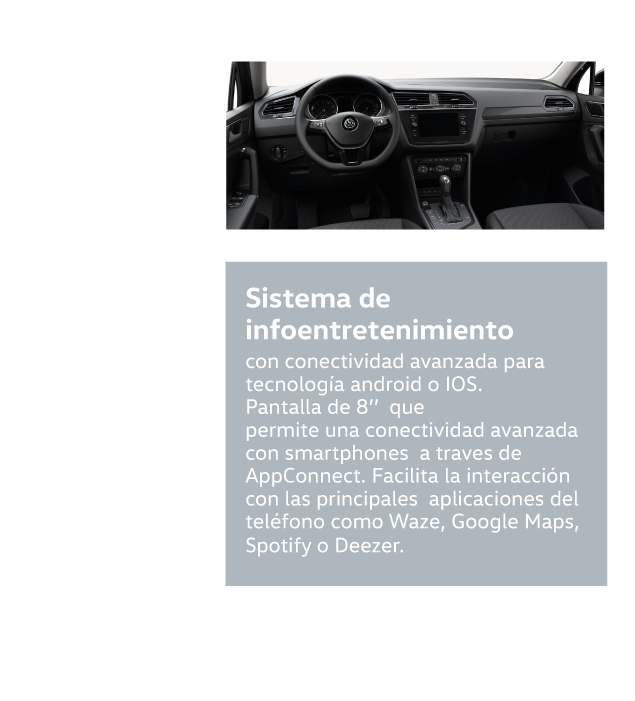 Sistema de
infoentretenimiento
con conectividad avanzada para
tecnología android o IOS.
Pantalla de 8’’  que
permite una conectividad avanzada
con smartphones  a traves de
AppConnect. Facilita la interacción
con las principales  aplicaciones del
teléfono como Waze, Google Maps,
Spotify o Deezer.